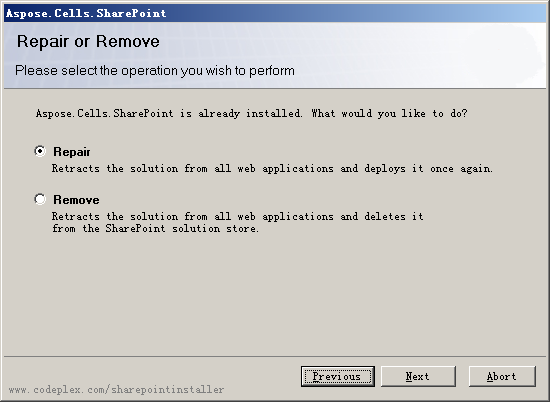 Aspose.Cells.SharePoint
Repair or Remove
Please select the operation you wish to perform
Aspose.Cells.SharePoint is already installed. What would you like to do?
Repair
Retracts the solution from all web applications and deploys it once again.
Remove
Retracts the solution from all web applications and deletes it
from the SharePoint solution store.
Previous
Next
Abort
www.codeplex.com/sharepointinstaller